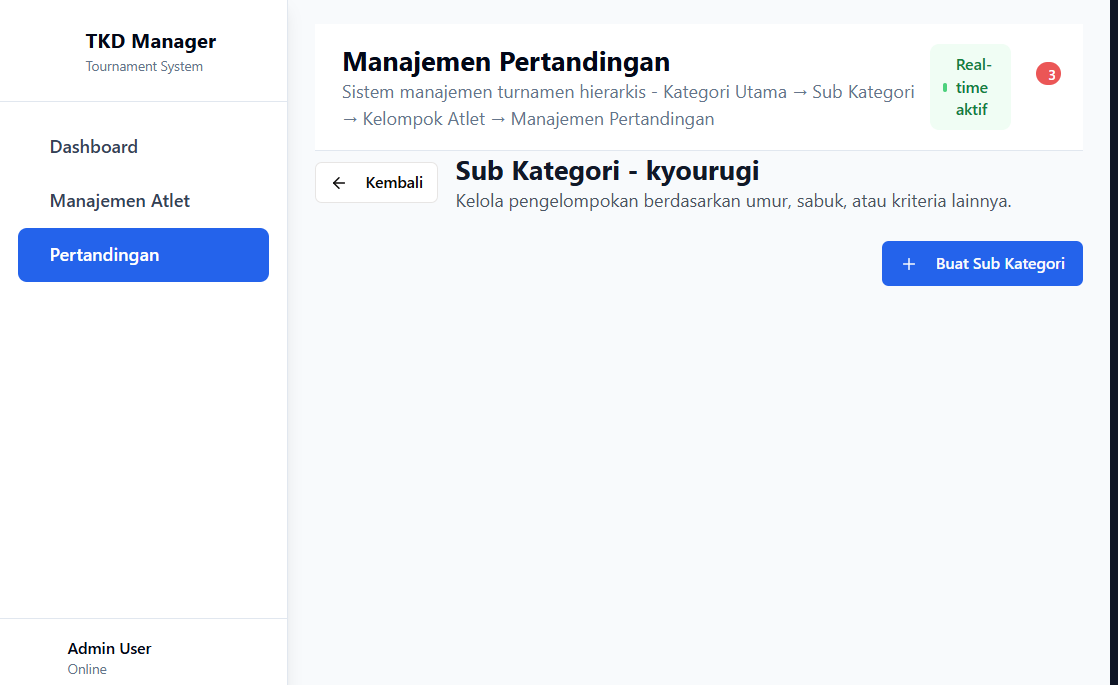 TKD Manager
Tournament System
Dashboard
Manajemen Atlet
Pertandingan
Admin User
Online
Manajemen Pertandingan
Sistem manajemen turnamen hierarkis - Kategori Utama → Sub Kategori
→ Kelompok Atlet → Manajemen Pertandingan
Real-
time
aktif
3
Kembali
Sub Kategori - kyourugi
Kelola pengelompokan berdasarkan umur, sabuk, atau kriteria lainnya.
Buat Sub Kategori